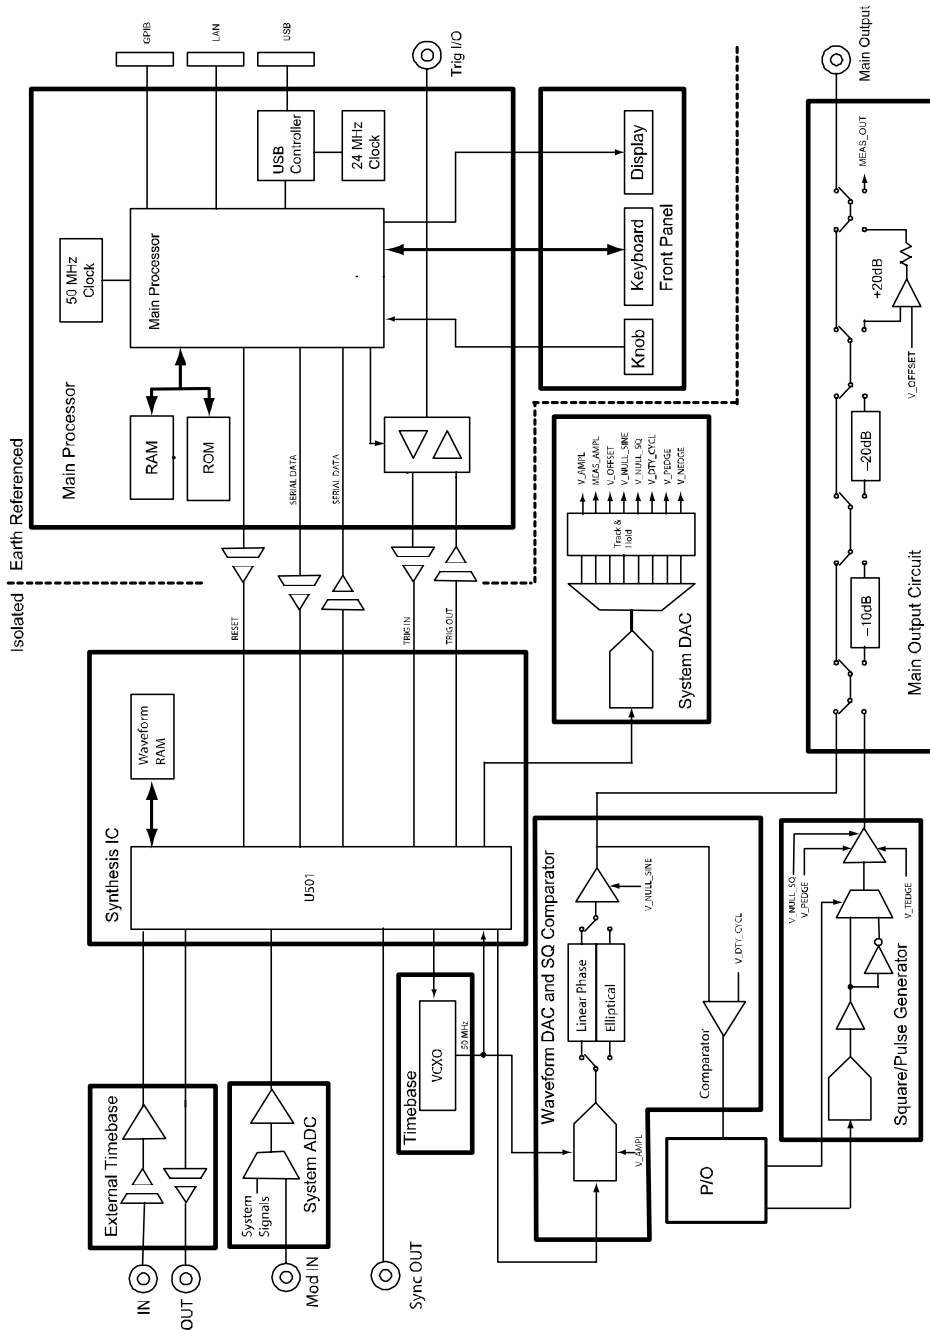 Isolated
Earth Referenced
External Timebase
IN
OUT
System
Signals
System ADC
Mod IN
Sync OUT
Synthesis IC
Waveform
RAM
U501
RESET
SERIAL DATA
SERIAL DATA
TRIG IN
TRIG OUT
Main Processor
RAM
ROM
50 MHz
Clock
Main Processor
USB
Controller
24 MHz
Clock
GPIB
LAN
USB
Trig I/O
Knob
Keyboard
Display
Front Panel
Timebase
VCXO
50 MHz
System DAC
Track &
Hold
V_AMPL
MEAS_AMPL
V_OFFSET
V_NULL_SINE
V_NULL_SQ
V_DTY_CYCL
V_PEDGE
V_NEDGE
Waveform DAC and SQ Comparator
V_AMPL
Linear Phase
Elliptical
V_NULL_SINE
Comparator
V_DTY_CYCL
P/O
Square/Pulse Generator
V_NULL_SQ
V_PEDGE
V_TEDGE
Main Output Circuit
–10dB
–20dB
+20dB
V_OFFSET
MEAS_OUT
Main Output